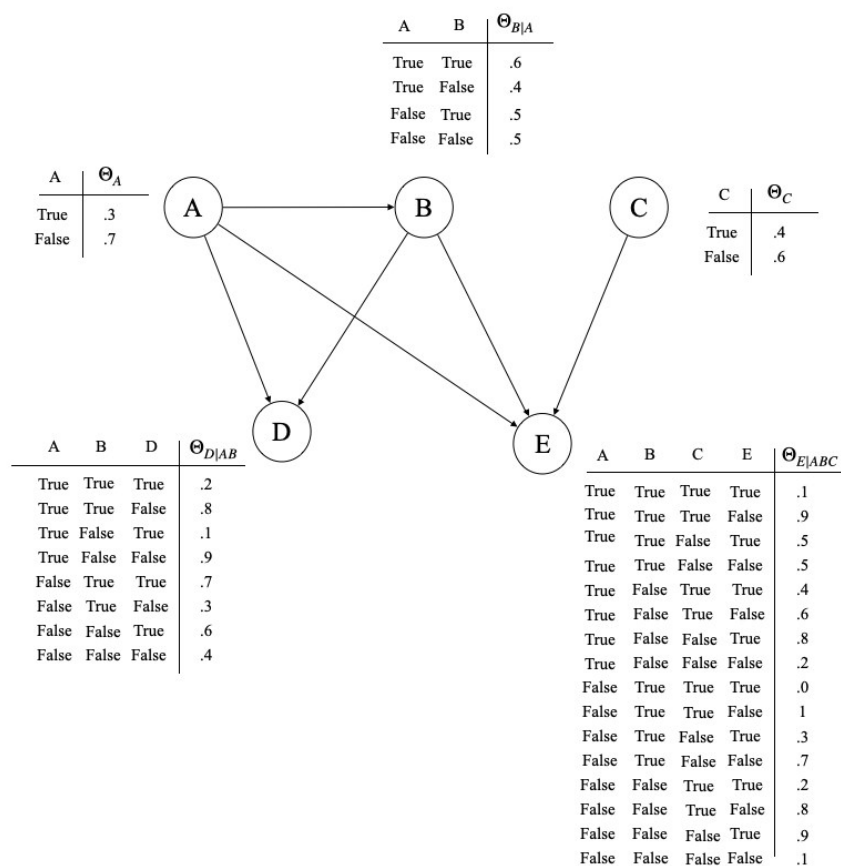 A B Θ_{B|A}
True True .6
True False .4
False True .5
False False .5
A Θ_A
True .3
False .7
A
B
C
C Θ_C
True .4
False .6
D
E
A B D Θ_{D|AB}
True True True .2
True True False .8
True False True .1
True False False .9
False True True .7
False True False .3
False False True .6
False False False .4
A B C E Θ_{E|ABC}
True True True True .1
True True True False .9
True True False True .5
True True False False .5
True False True True .4
True False True False .6
True False False True .8
True False False False .2
False True True True .0
False True True False 1
False True False True .3
False True False False .7
False False True True .2
False False True False .8
False False False True .9
False False False False .1